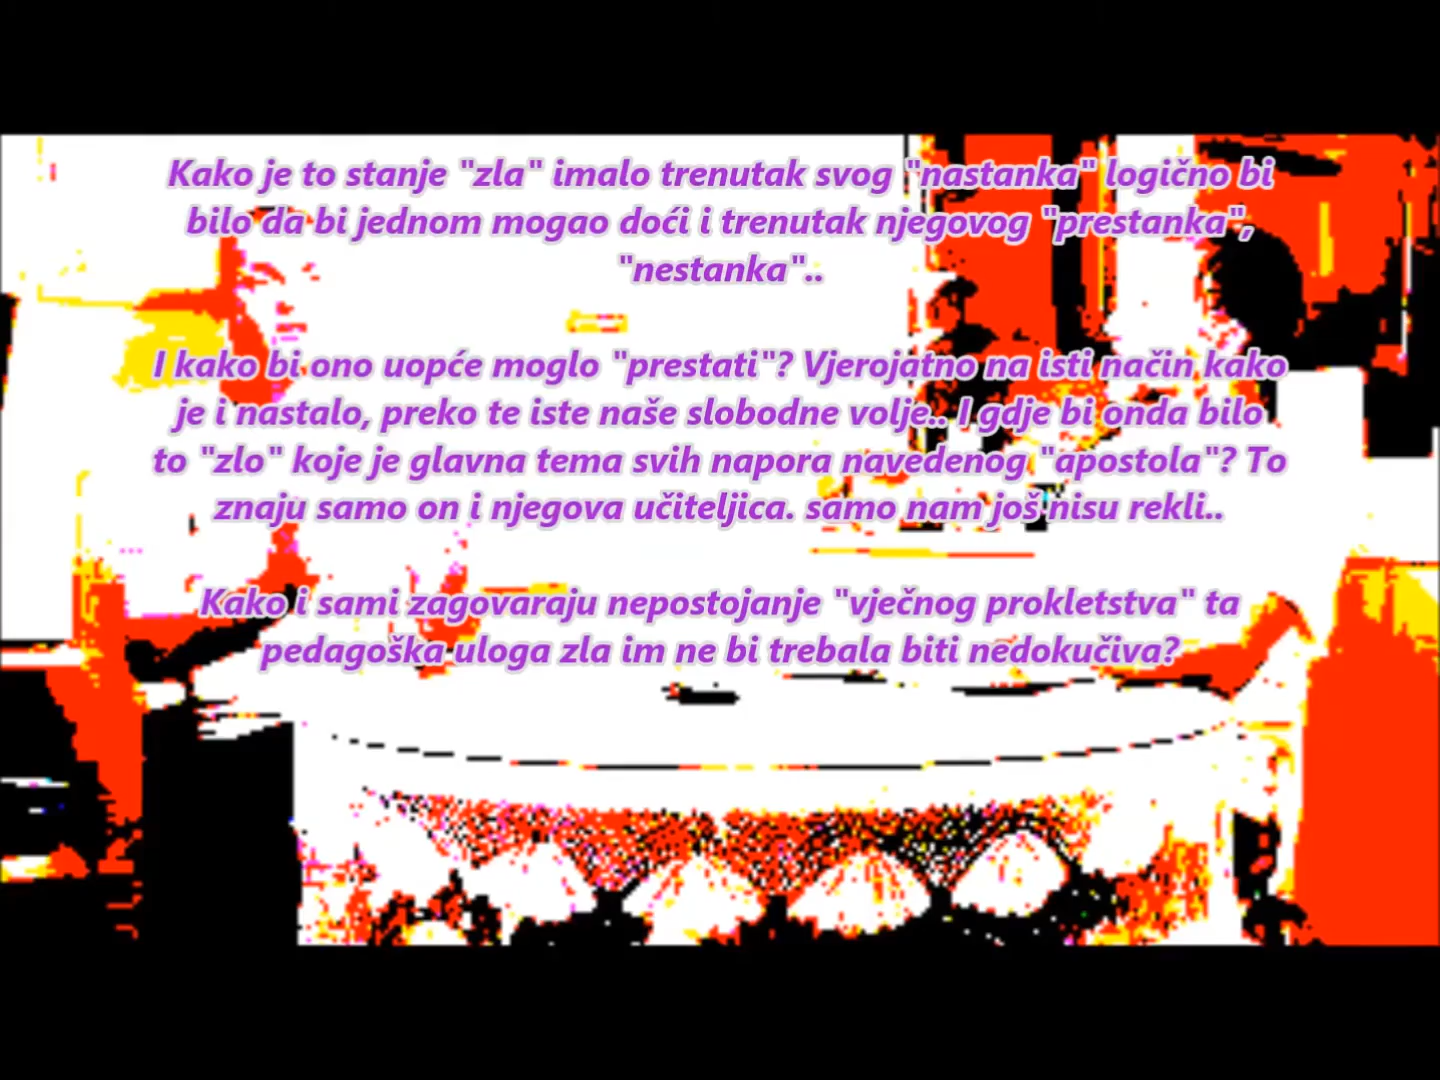 Kako je to stanje "zla" imalo trenutak svog "nastanka" logično bi
bilo da bi jednom mogao doći i trenutak njegovog "prestanka",
"nestanka"..
I kako bi ono uopće moglo "prestati"? Vjerojatno na isti način kako
je i nastalo, preko te iste naše slobodne volje.. I gdje bi onda bilo
to "zlo" koje je glavna tema svih napora navedenog "apostola"? To
znaju samo on i njegova učiteljica. samo nam još nisu rekli..
Kako i sami zagovaraju nepostojanje "vječnog prokletstva" ta
pedagoška uloga zla im ne bi trebala biti nedokučiva?